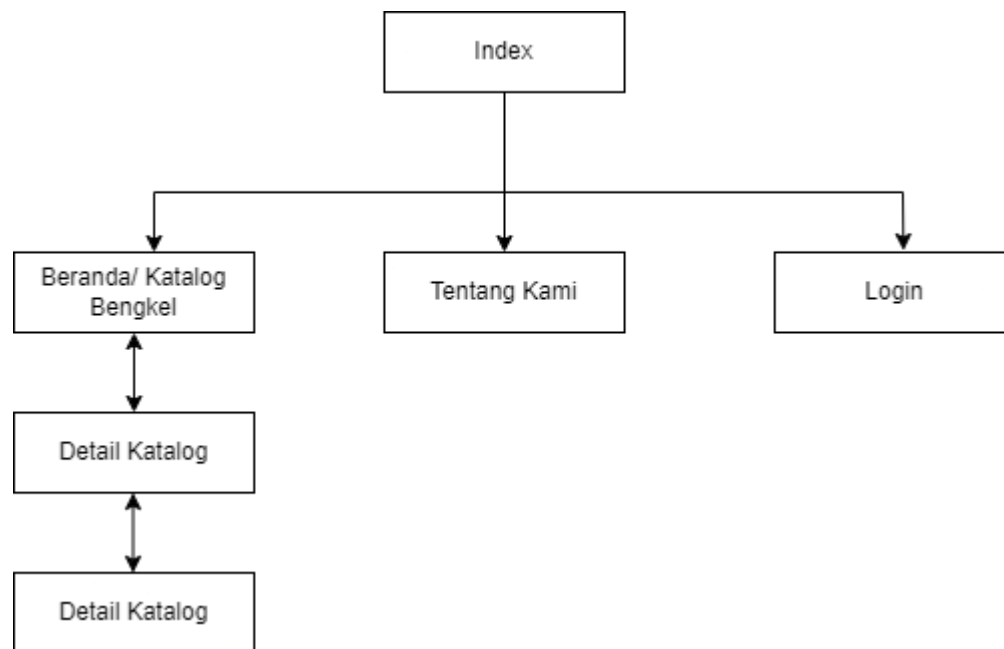 Index
Beranda/ Katalog
Bengkel
Tentang Kami
Login
Detail Katalog
Detail Katalog